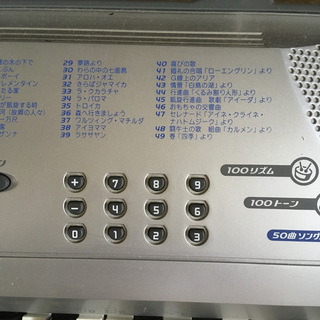 29 夢路より
30 わらの中の七面鳥
31 アロハ・オエ
32 さらばジャマイカ
33 ラ・クカラチャ
34 ラ・パロマ
35 トロイカ
36 森へ行きましょう
37 ワルツィング・マチルダ
38 アイヨママ
39 ラササヤン
40 喜びの歌
41 婚礼の合唱「ローエングリン」より
42 G線上のアリア
43 情景「白鳥の湖」より
44 行進曲「くるみ割り人形」より
45 凱旋行進曲 歌劇「アイーダ」より
46 おもちゃの交響曲
47 セレナード「アイネ・クライネ・
ナハトムジーク」より
48 闘牛士の歌 組曲「カルメン」より
49 春「四季」より
+ 7 8 9
- 4 5 6
0 1 2 3
100リズム
100トーン
50曲ソング